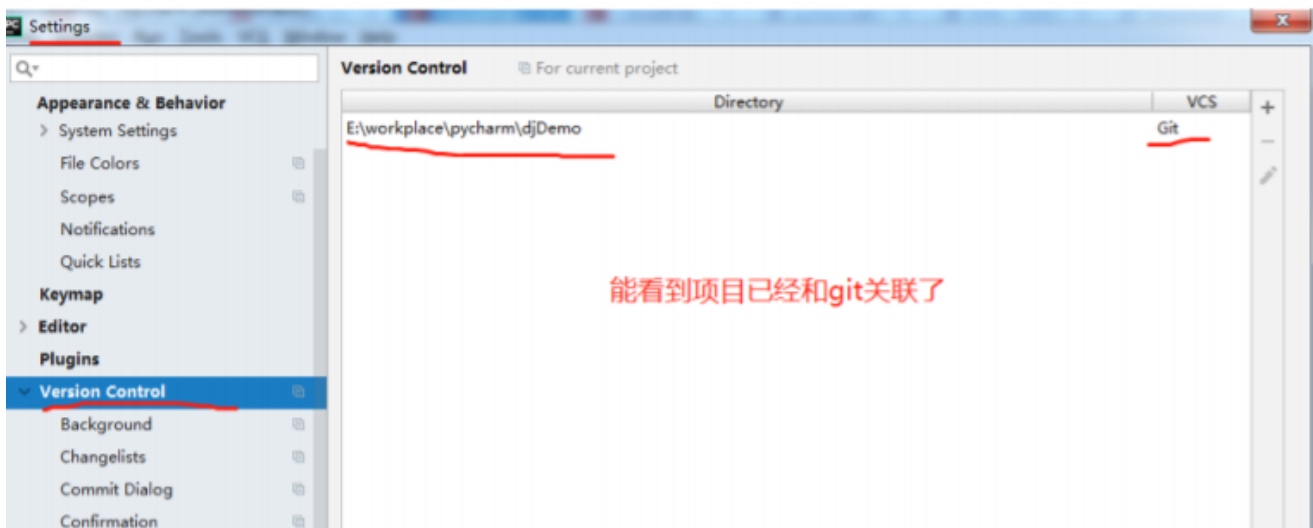 Settings
Version Control
For current project
Appearance & Behavior
System Settings
File Colors
Scopes
Notifications
Quick Lists
Keymap
Editor
Plugins
Version Control
Background
Changelists
Commit Dialog
Confirmation
Directory
VCS
E:\workplace\pycharm\djDemo
Git
能看到项目已经和git关联了